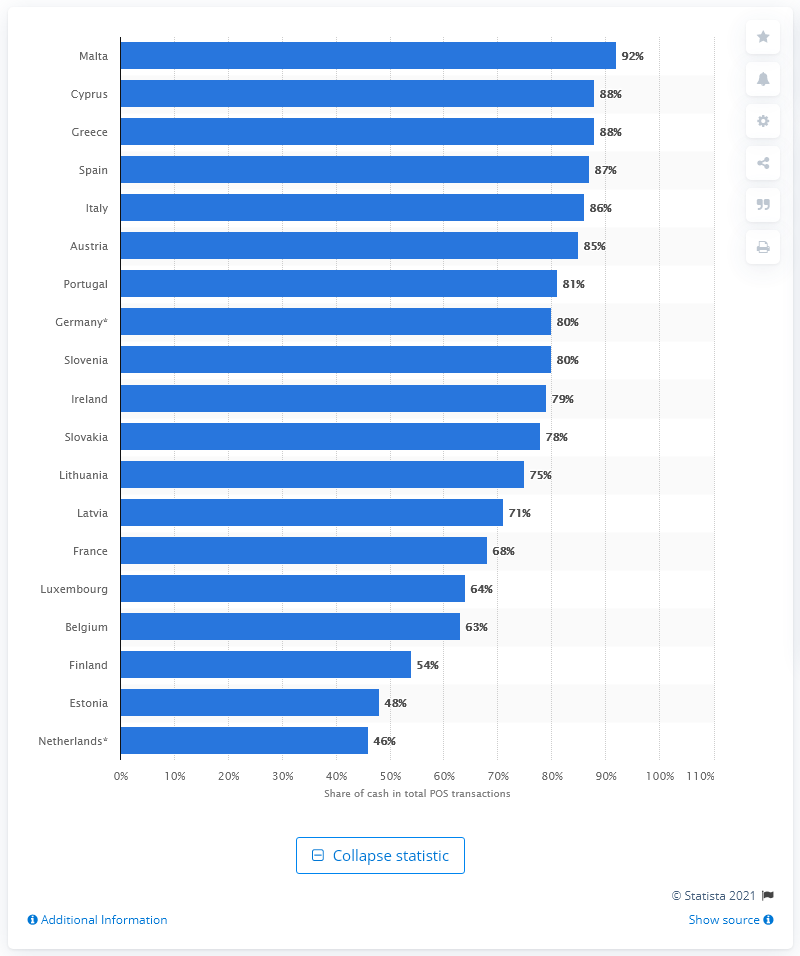 Malta 92%
Cyprus 88%
Greece 88%
Spain 87%
Italy 86%
Austria 85%
Portugal 81%
Germany* 80%
Slovenia 80%
Ireland 79%
Slovakia 78%
Lithuania 75%
Latvia 71%
France 68%
Luxembourg 64%
Belgium 63%
Finland 54%
Estonia 48%
Netherlands* 46%
0% 10% 20% 30% 40% 50% 60% 70% 80% 90% 100% 110%
Share of cash in total POS transactions
Collapse statistic
© Statista 2021
Additional Information Show source